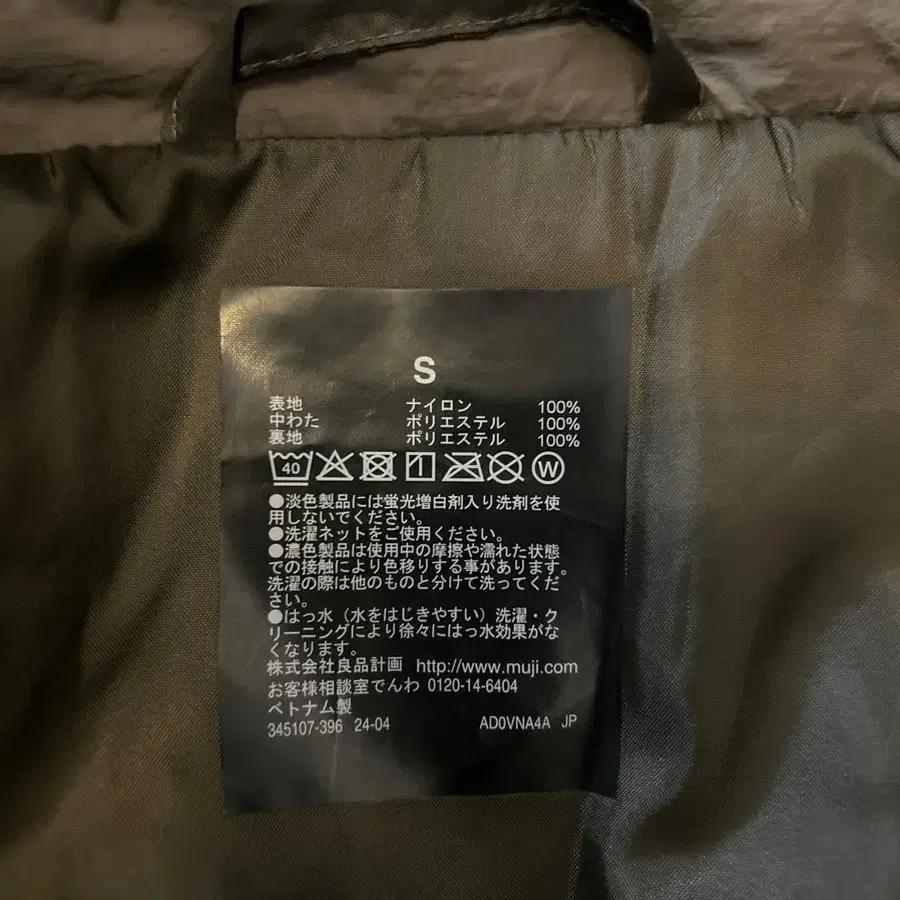 S
表地 ナイロン 100%
中わた ポリエステル 100%
裏地 ポリエステル 100%
40 W
●淡色製品には蛍光増白剤入り洗剤を使
用しないでください。
●洗濯ネットをご使用ください。
●濃色製品は使用中の摩擦や濡れた状態
での接触により色移りする事があります。
洗濯の際は他のものと分けて洗ってくだ
さい。
●はっ水（水をはじきやすい）洗濯・ク
リーニングにより徐々にはっ水効果がな
くなります。
株式会社良品計画 http://www.muji.com
お客様相談室でんわ 0120-14-6404
ベトナム製
345107-396 24-04 AD0VNA4A JP